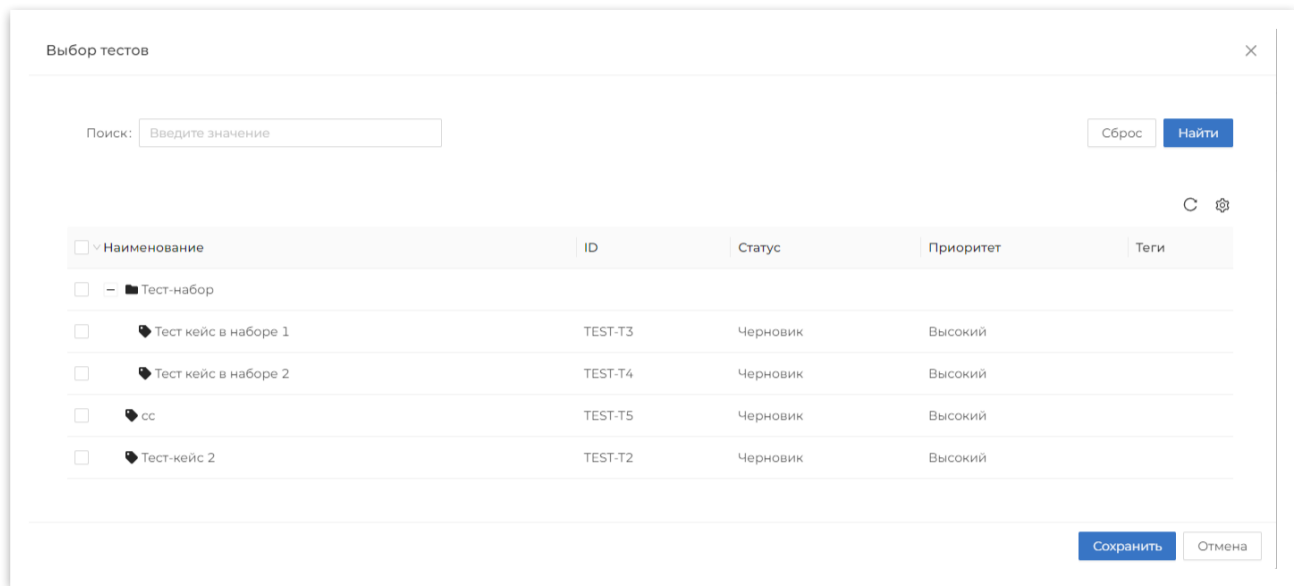 Выбор тестов
Поиск: Введите значение Сброс Найти
Наименование ID Статус Приоритет Теги
Тест-набор
Тест кейс в наборе 1 TEST-T3 Черновик Высокий
Тест кейс в наборе 2 TEST-T4 Черновик Высокий
сс TEST-T5 Черновик Высокий
Тест-кейс 2 TEST-T2 Черновик Высокий
Сохранить Отмена